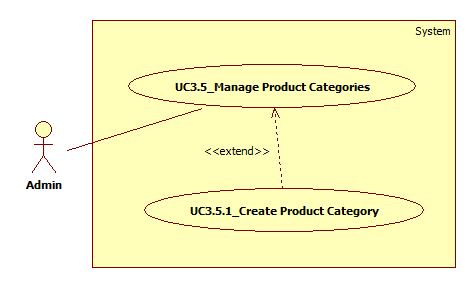 System
UC3.5_Manage Product Categories
<<extend>>
Admin
UC3.5.1_Create Product Category